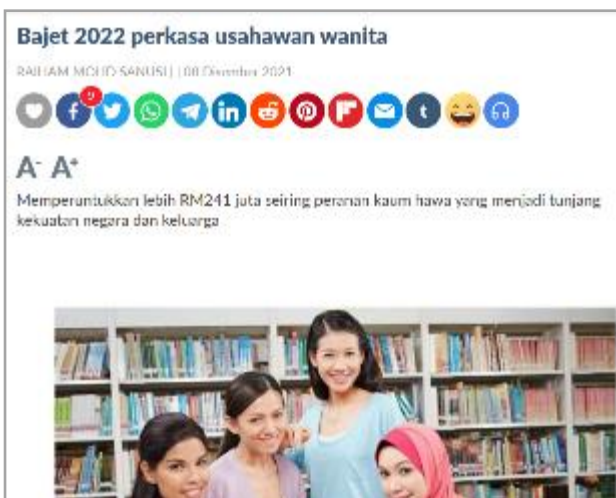 Bajet 2022 perkasa usahawan wanita
RAIHAM MOHD SANUSI | 08 Disember 2021
9
A- A+
Memperuntukkan lebih RM241 juta seiring peranan kaum hawa yang menjadi tunjang
kekuatan negara dan keluarga